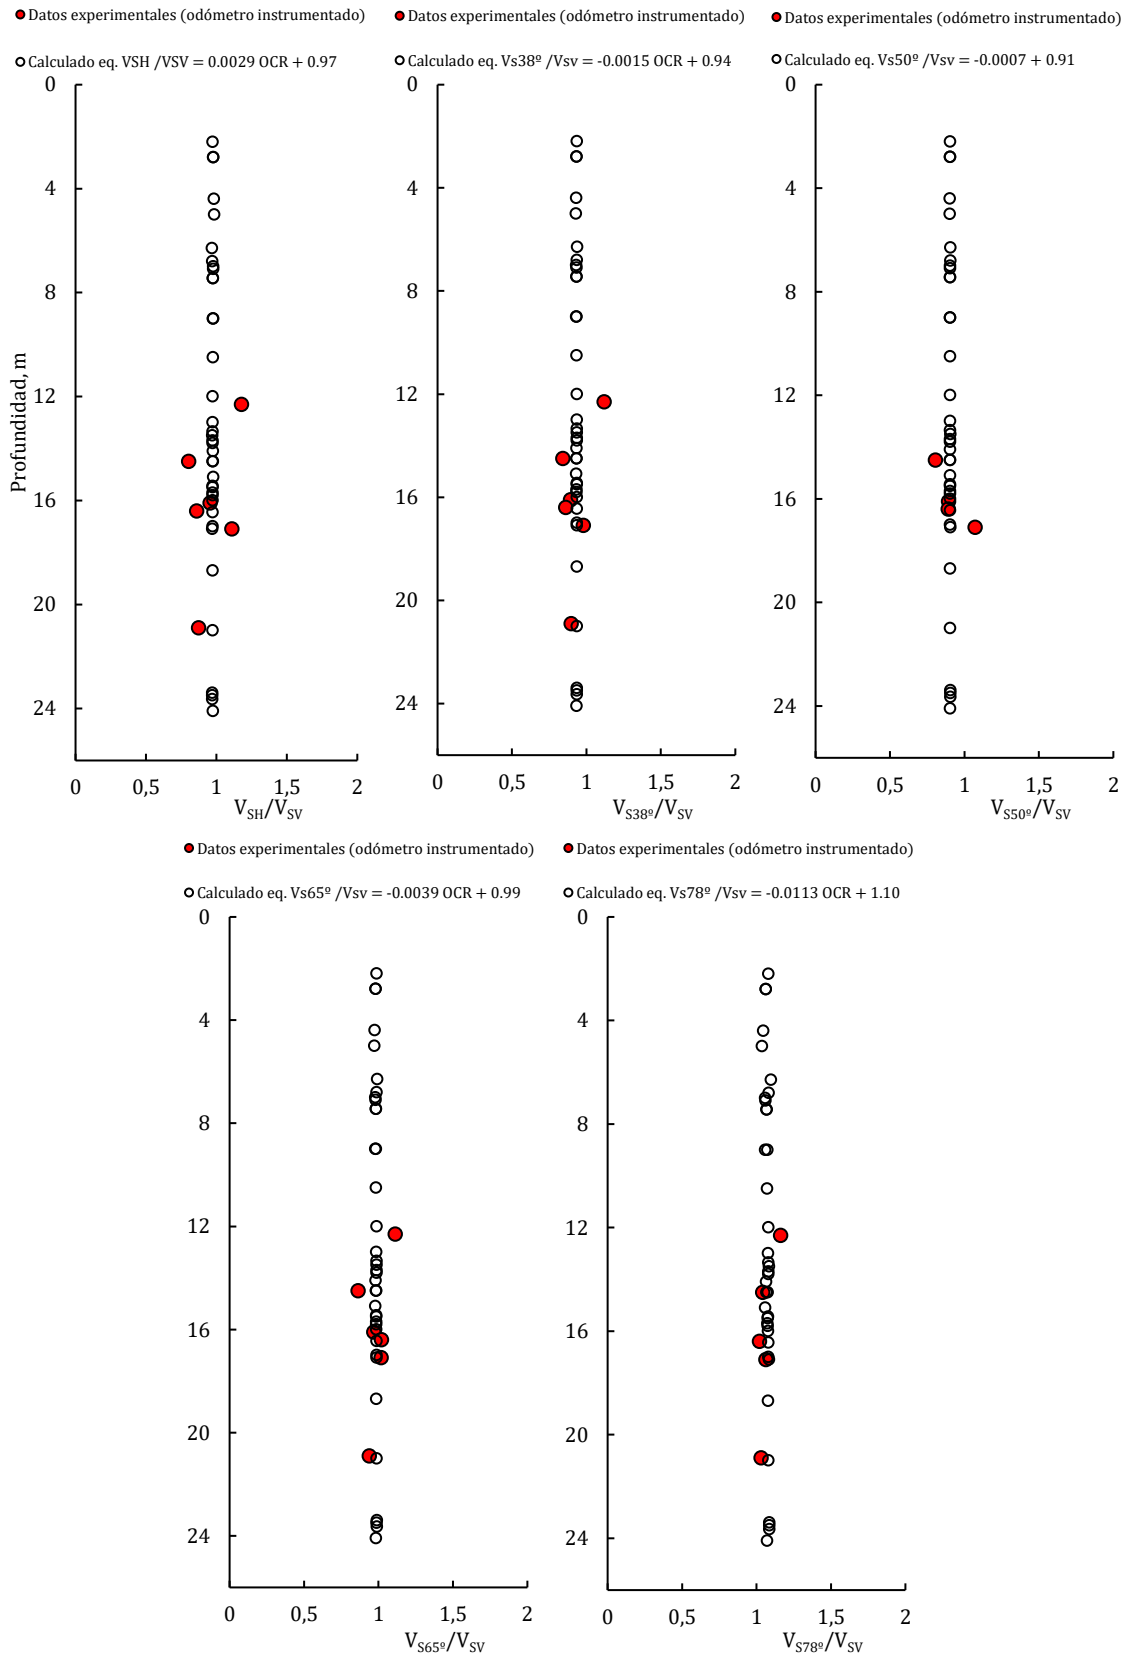 Datos experimentales (odómetro instrumentado)
Calculado eq. VSH /VSV = 0.0029 OCR + 0.97
0
4
8
12
16
20
24
Profundidad, m
0 0,5 1 1,5 2
VSH/VSV
Datos experimentales (odómetro instrumentado)
Calculado eq. Vs38º /Vsv = -0.0015 OCR + 0.94
0
4
8
12
16
20
24
0 0,5 1 1,5 2
VS38º/VSV
Datos experimentales (odómetro instrumentado)
Calculado eq. Vs50º /Vsv = -0.0007 + 0.91
0
4
8
12
16
20
24
0 0,5 1 1,5 2
VS50º/VSV
Datos experimentales (odómetro instrumentado)
Calculado eq. Vs65º /Vsv = -0.0039 OCR + 0.99
0
4
8
12
16
20
24
0 0,5 1 1,5 2
VS65º/VSV
Datos experimentales (odómetro instrumentado)
Calculado eq. Vs78º /Vsv = -0.0113 OCR + 1.10
0
4
8
12
16
20
24
0 0,5 1 1,5 2
VS78º/VSV